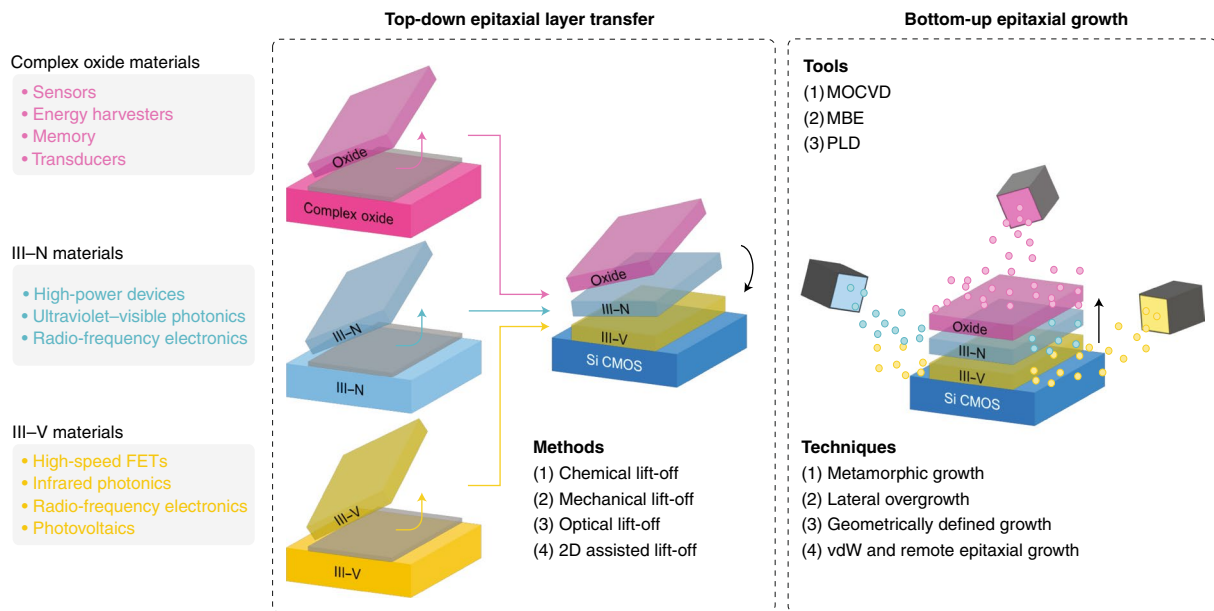 Top-down epitaxial layer transfer
Bottom-up epitaxial growth
Complex oxide materials
• Sensors
• Energy harvesters
• Memory
• Transducers
III–N materials
• High-power devices
• Ultraviolet–visible photonics
• Radio-frequency electronics
III–V materials
• High-speed FETs
• Infrared photonics
• Radio-frequency electronics
• Photovoltaics
Oxide
Complex oxide
III–N
III–N
III–V
III–V
Oxide
III–N
III–V
Si CMOS
Methods
(1) Chemical lift-off
(2) Mechanical lift-off
(3) Optical lift-off
(4) 2D assisted lift-off
Tools
(1) MOCVD
(2) MBE
(3) PLD
Oxide
III–N
III–V
Si CMOS
Techniques
(1) Metamorphic growth
(2) Lateral overgrowth
(3) Geometrically defined growth
(4) vdW and remote epitaxial growth